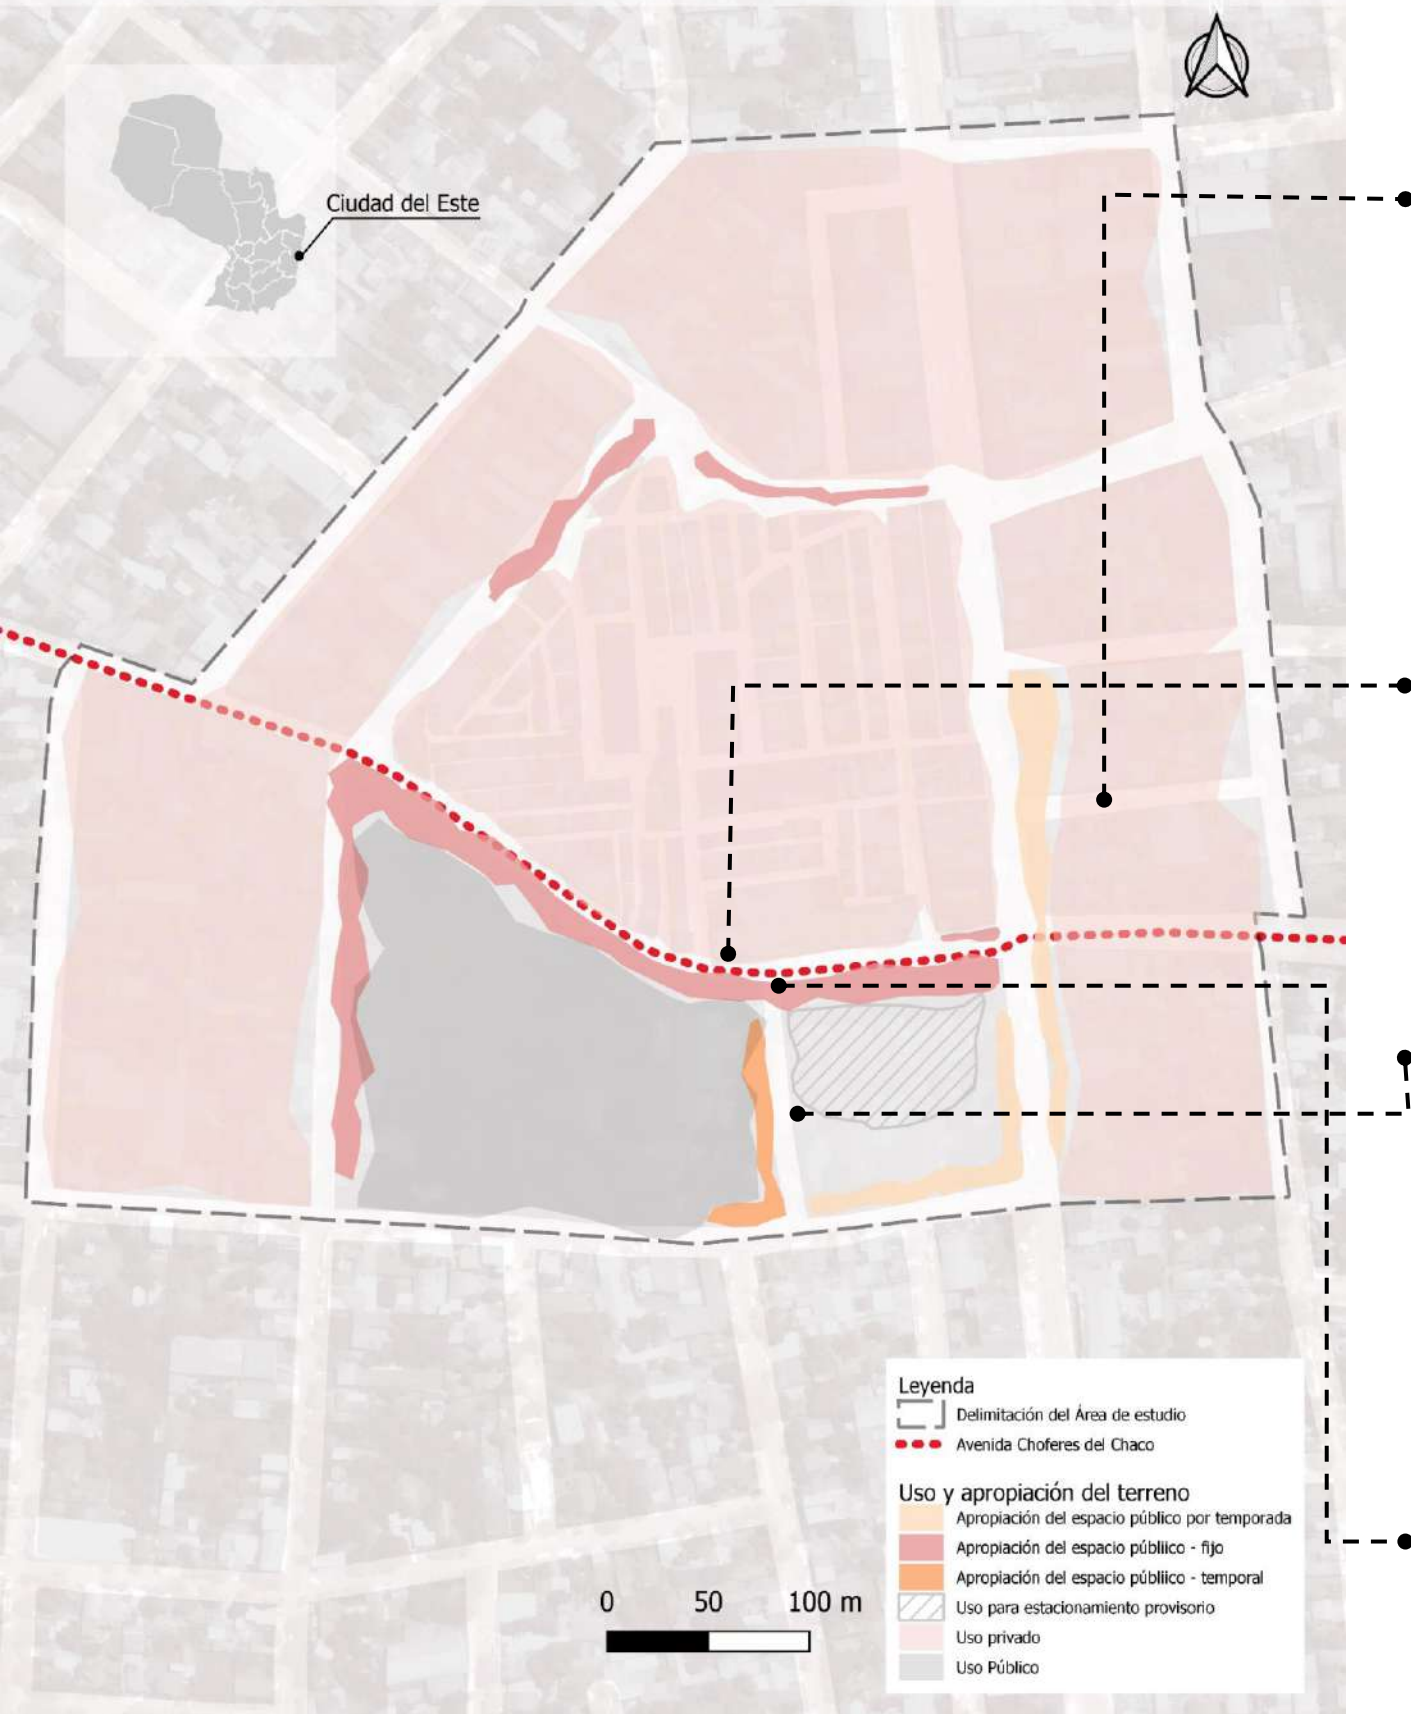 Ciudad del Este
Leyenda
Delimitación del Área de estudio
Avenida Choferes del Chaco
Uso y apropiación del terreno
Apropiación del espacio público por temporada
Apropiación del espacio públiico - fijo
Apropiación del espacio públiico - temporal
Uso para estacionamiento provisorio
Uso privado
Uso Público
0 50 100 m